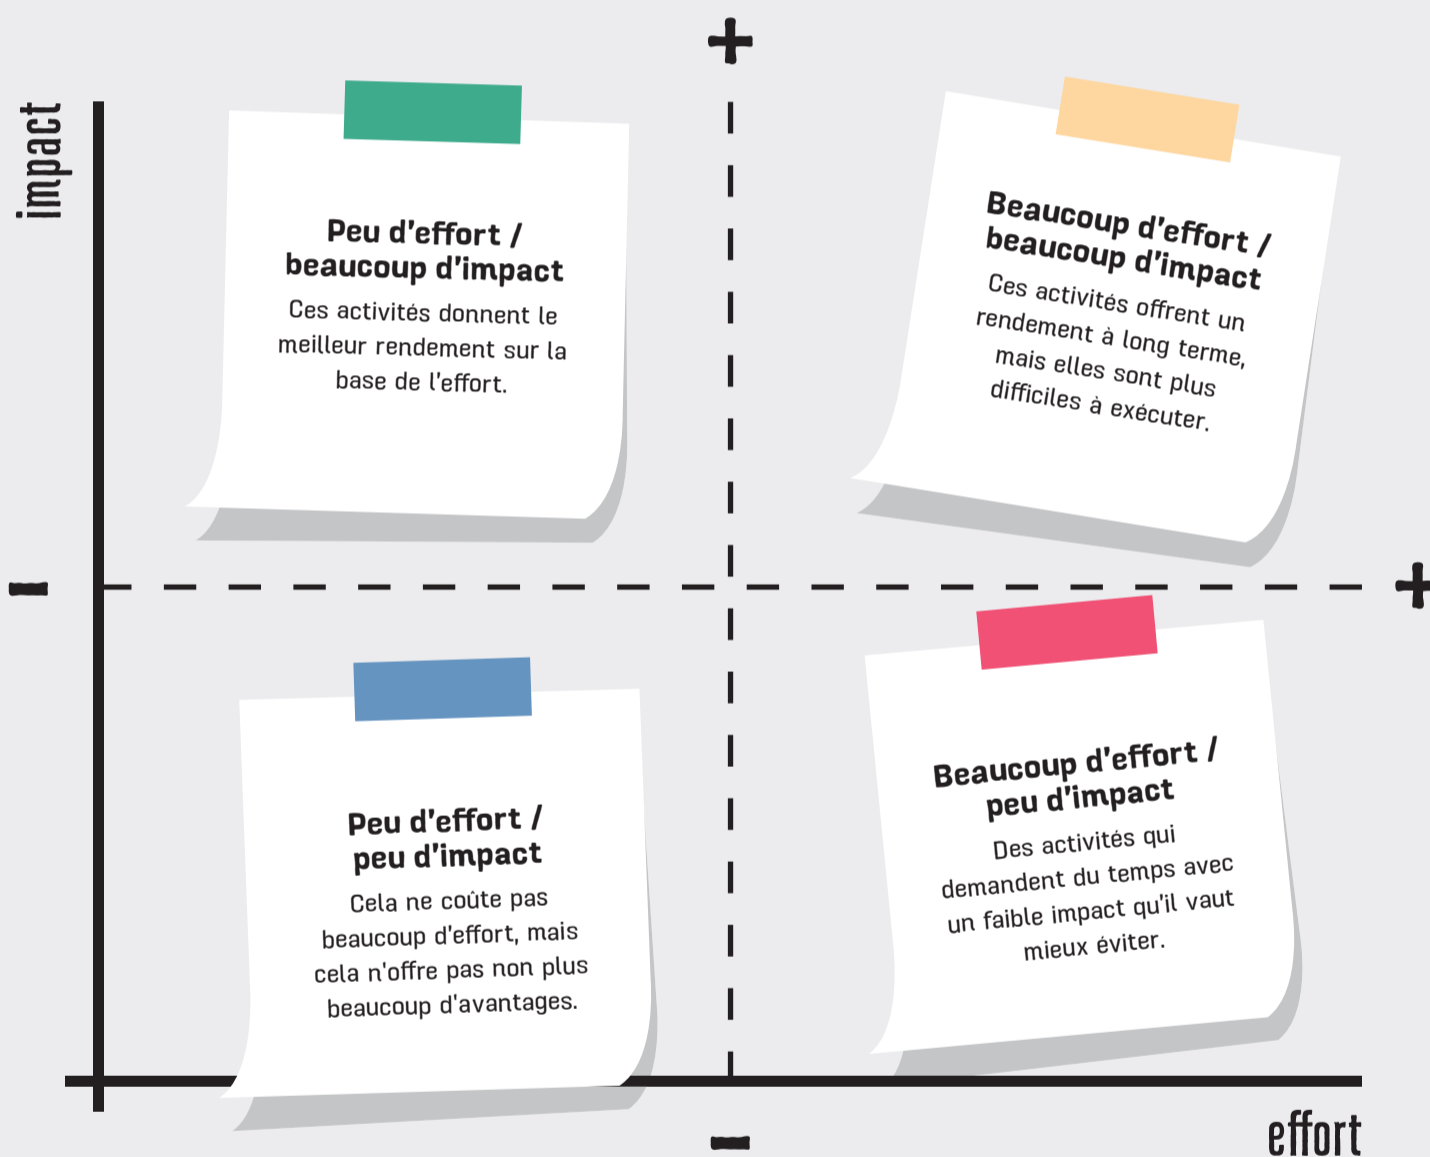 +
impact
Peu d'effort /
beaucoup d'impact
Ces activités donnent le
meilleur rendement sur la
base de l'effort.
Beaucoup d'effort /
beaucoup d'impact
Ces activités offrent un
rendement à long terme,
mais elles sont plus
difficiles à exécuter.
-
+
Peu d'effort /
peu d'impact
Cela ne coûte pas
beaucoup d'effort, mais
cela n'offre pas non plus
beaucoup d'avantages.
Beaucoup d'effort /
peu d'impact
Des activités qui
demandent du temps avec
un faible impact qu'il vaut
mieux éviter.
-
effort